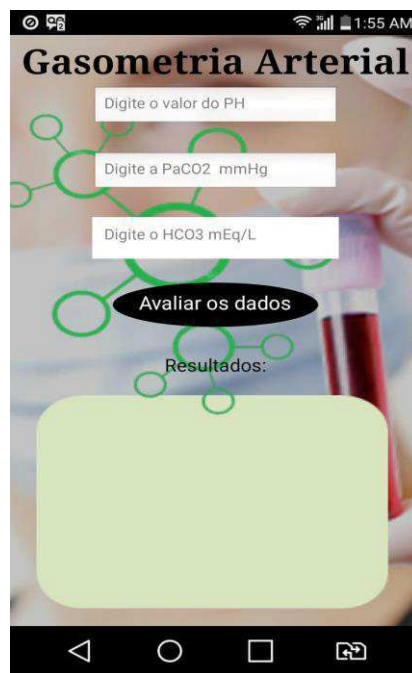 3G 1:55 AM
Gasometria Arterial
Digite o valor do PH
Digite a PaCO2 mmHg
Digite o HCO3 mEq/L
Avaliar os dados
Resultados: